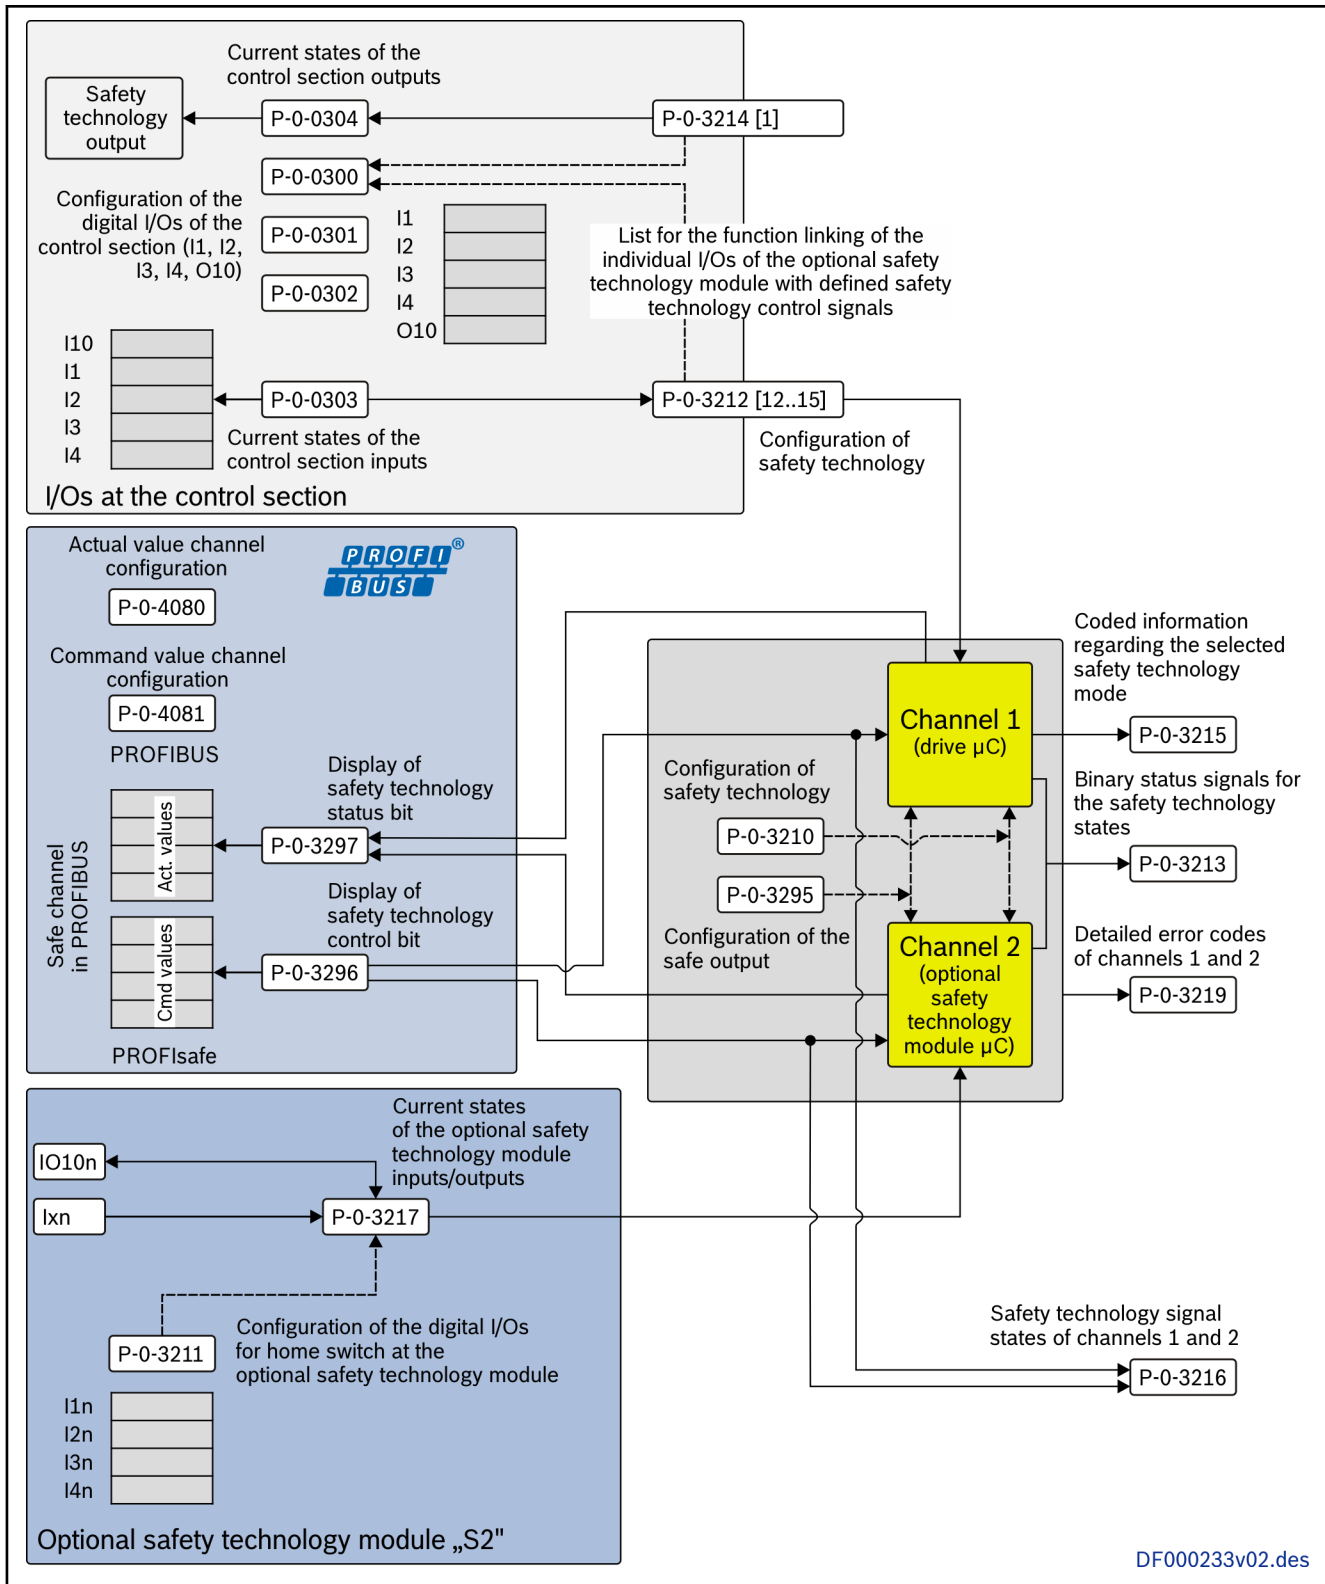 Current states of the
control section outputs
Safety
technology
output
P-0-0304
P-0-3214 [1]
P-0-0300
Configuration of the
digital I/Os of the
control section (I1, I2,
I3, I4, O10)
P-0-0301
P-0-0302
I1
I2
I3
I4
O10
List for the function linking of the
individual I/Os of the optional safety
technology module with defined safety
technology control signals
I10
I1
I2
I3
I4
P-0-0303
P-0-3212 [12..15]
Current states of the
control section inputs
Configuration of
safety technology
I/Os at the control section
Actual value channel
configuration
PROFI®
BUS
P-0-4080
Command value channel
configuration
P-0-4081
PROFIBUS
Safe channel
in PROFIBUS
Act. values
Display of
safety technology
status bit
P-0-3297
Cmd values
Display of
safety technology
control bit
P-0-3296
PROFIsafe
Configuration of
safety technology
P-0-3210
P-0-3295
Configuration of the
safe output
Channel 1
(drive µC)
Channel 2
(optional
safety
technology
module µC)
Coded information
regarding the selected
safety technology
mode
P-0-3215
Binary status signals for
the safety technology
states
P-0-3213
Detailed error codes
of channels 1 and 2
P-0-3219
Current states
of the optional safety
technology module
inputs/outputs
IO10n
Ixn
P-0-3217
P-0-3211
Configuration of the digital I/Os
for home switch at the
optional safety technology module
I1n
I2n
I3n
I4n
Optional safety technology module „S2"
Safety technology signal
states of channels 1 and 2
P-0-3216
DF000233v02.des